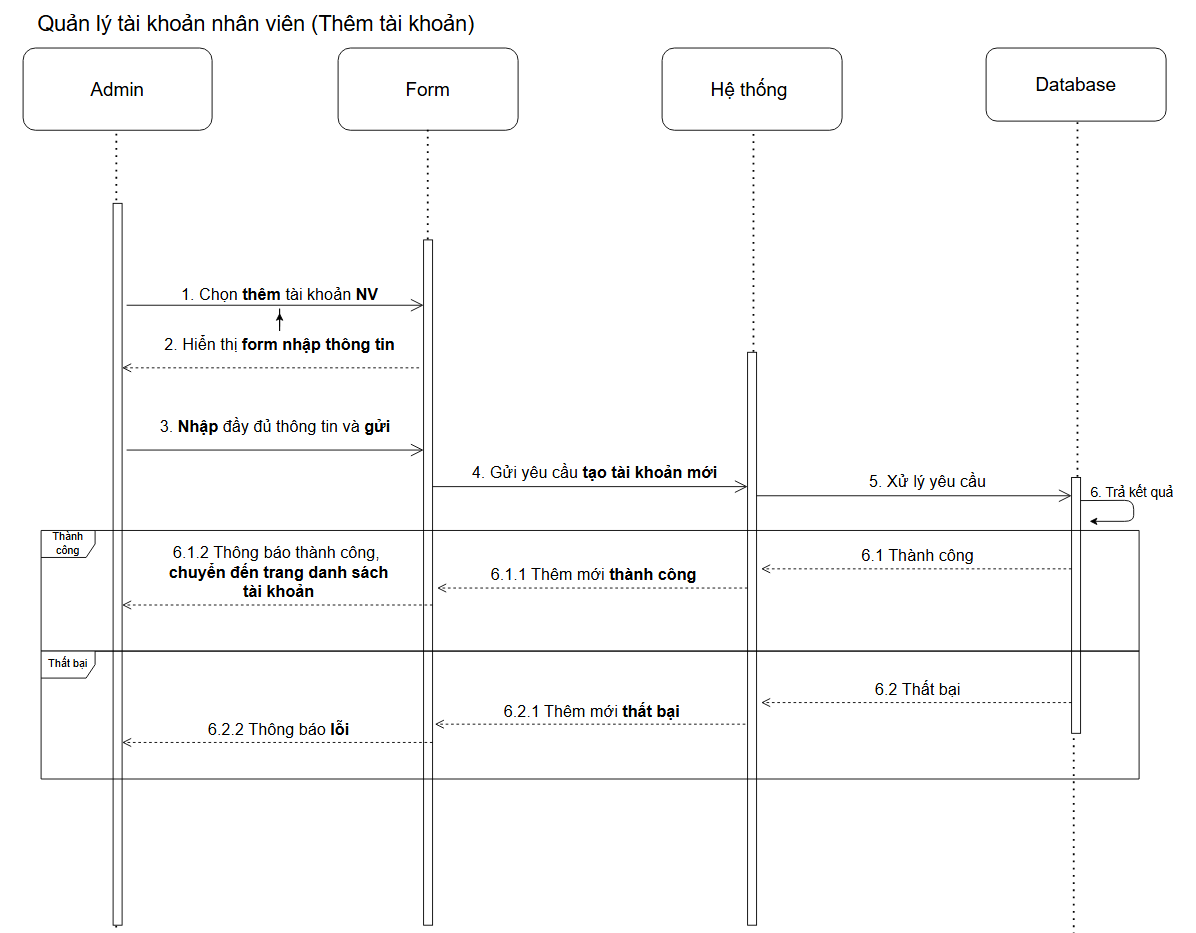 Quản lý tài khoản nhân viên (Thêm tài khoản)
Admin
Form
Hệ thống
Database
1. Chọn thêm tài khoản NV
2. Hiển thị form nhập thông tin
3. Nhập đầy đủ thông tin và gửi
4. Gửi yêu cầu tạo tài khoản mới
5. Xử lý yêu cầu
6. Trả kết quả
Thành
công
6.1 Thành công
6.1.1 Thêm mới thành công
6.1.2 Thông báo thành công,
chuyển đến trang danh sách
tài khoản
Thất bại
6.2 Thất bại
6.2.1 Thêm mới thất bại
6.2.2 Thông báo lỗi